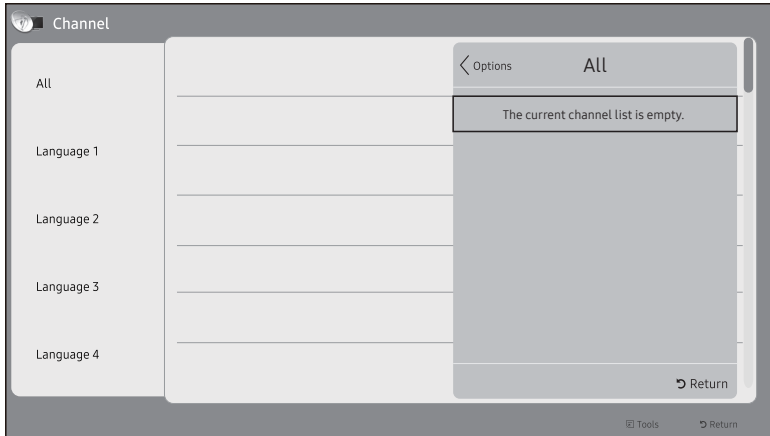 Channel
All
Language 1
Language 2
Language 3
Language 4
Options
All
The current channel list is empty.
Return
Tools
Return